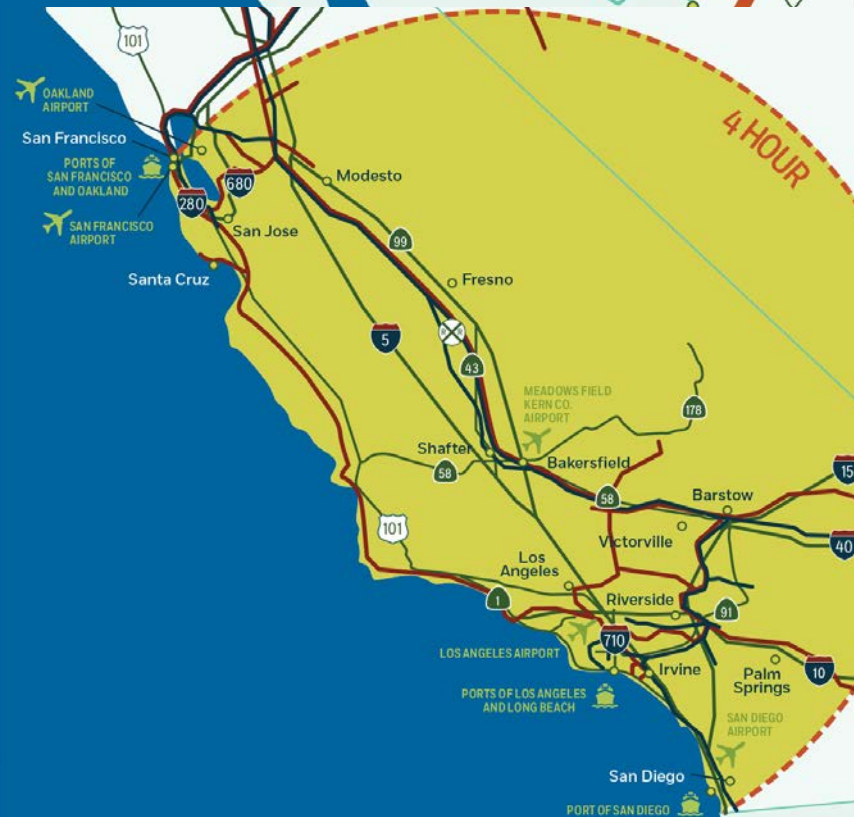 101
OAKLAND
AIRPORT
San Francisco
PORTS OF
SAN FRANCISCO
AND OAKLAND
280
680
SAN FRANCISCO
AIRPORT
San Jose
Santa Cruz
Modesto
4 HOUR
99
Fresno
5
43
MEADOWS FIELD
KERN CO.
AIRPORT
178
Shafter
58
Bakersfield
58
Barstow
15
101
Victorville
40
Los
Angeles
1
Riverside
91
710
LOS ANGELES AIRPORT
Irvine
Palm
Springs
10
PORTS OF LOS ANGELES
AND LONG BEACH
SAN DIEGO
AIRPORT
San Diego
PORT OF SAN DIEGO